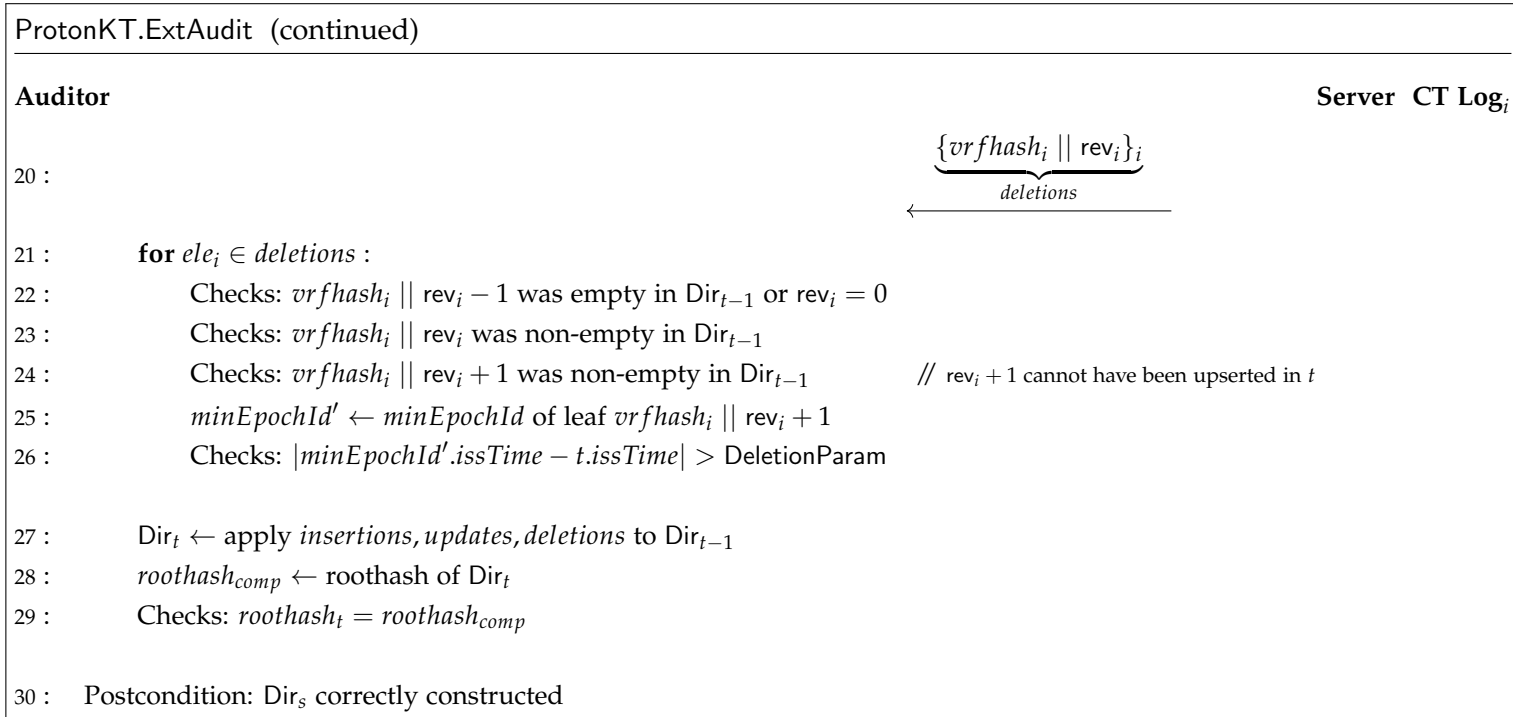 ProtonKT.ExtAudit (continued)
Auditor Server CT Log_i
20 : {vrfhash_i || rev_i}_i
deletions
21 : for ele_i ∈ deletions :
22 : Checks: vrfhash_i || rev_i − 1 was empty in Dir_{t−1} or rev_i = 0
23 : Checks: vrfhash_i || rev_i was non-empty in Dir_{t−1}
24 : Checks: vrfhash_i || rev_i + 1 was non-empty in Dir_{t−1} // rev_i + 1 cannot have been upserted in t
25 : minEpochId′ ← minEpochId of leaf vrfhash_i || rev_i + 1
26 : Checks: |minEpochId′.issTime − t.issTime| > DeletionParam
27 : Dir_t ← apply insertions, updates, deletions to Dir_{t−1}
28 : roothash_{comp} ← roothash of Dir_t
29 : Checks: roothash_t = roothash_{comp}
30 : Postcondition: Dir_s correctly constructed